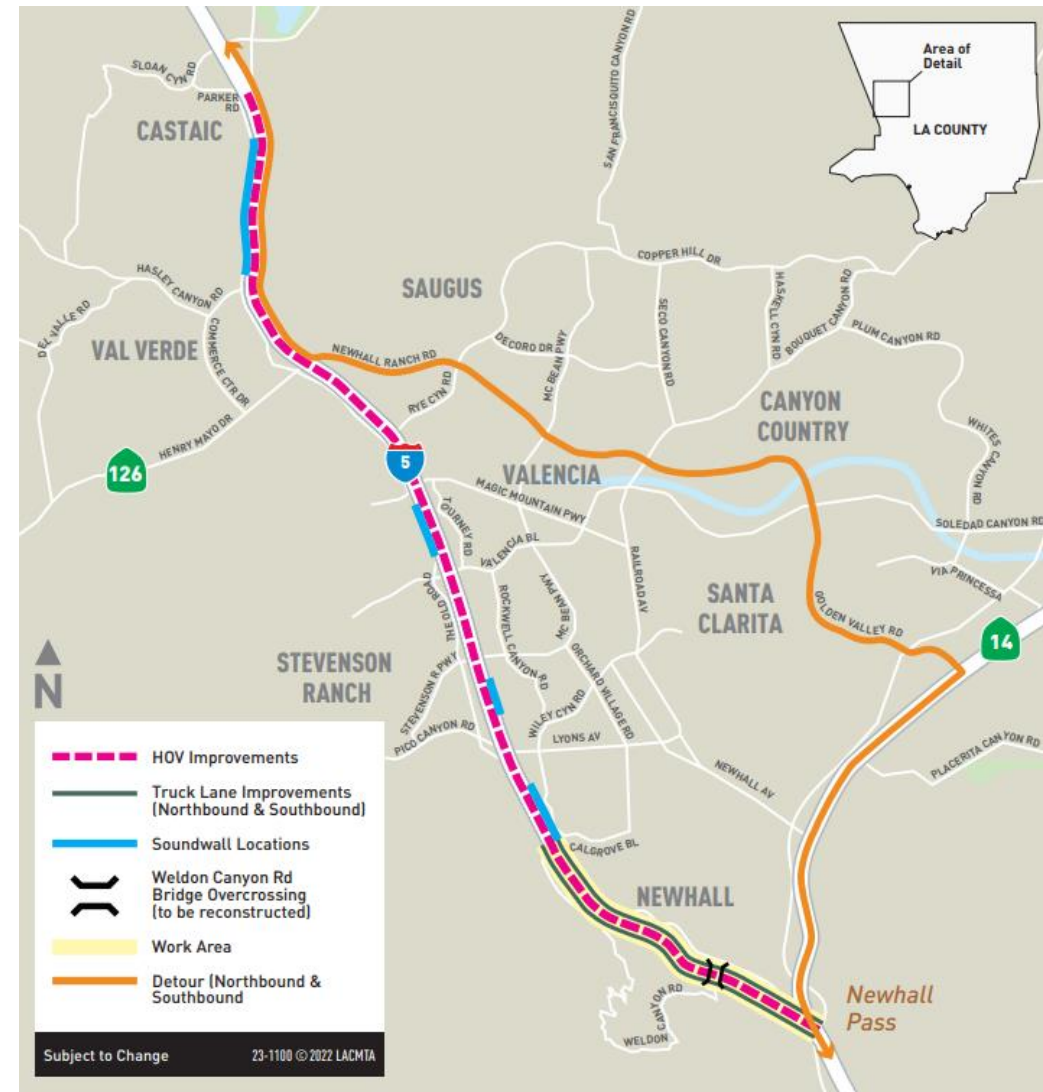 SLOAN CYN RD
PARKER
RD
CASTAIC
SAN FRANCISQUITO CANYON RD
Area of
Detail
LA COUNTY
COPPER HILL DR
HASLEY CANYON RD
SAUGUS
HASKELL CYN RD
BOUQUET CANYON RD
PLUM CANYON RD
DEL VALLE RD
VAL VERDE
COMMERCE CTR DR
NEWHALL RANCH RD
DECORO DR
MC BEAN PWY
SECO CANYON RD
RYE CYN RD
CANYON
COUNTRY
WHITES CANYON RD
HENRY MAYO DR
126
5
VALENCIA
MAGIC MOUNTAIN PWY
TOURNEY RD
SOLEDAD CANYON RD
VALENCIA BL
RAILROAD AV
VIA PRINCESSA
THE OLD ROAD
ROCKWELL CANYON RD
MC BEAN PWY
SANTA
CLARITA
GOLDEN VALLEY RD
14
N
STEVENSON
RANCH
STEVENSON R PWY
ORCHARD VILLAGE RD
WILEY CYN RD
PICO CANYON RD
LYONS AV
NEWHALL AV
PLACERITA CANYON RD
CALGROVE BL
NEWHALL
WELDON CANYON RD
Newhall
Pass
HOV Improvements
Truck Lane Improvements
(Northbound & Southbound)
Soundwall Locations
Weldon Canyon Rd
Bridge Overcrossing
(to be reconstructed)
Work Area
Detour (Northbound &
Southbound
Subject to Change 23-1100 © 2022 LACMTA